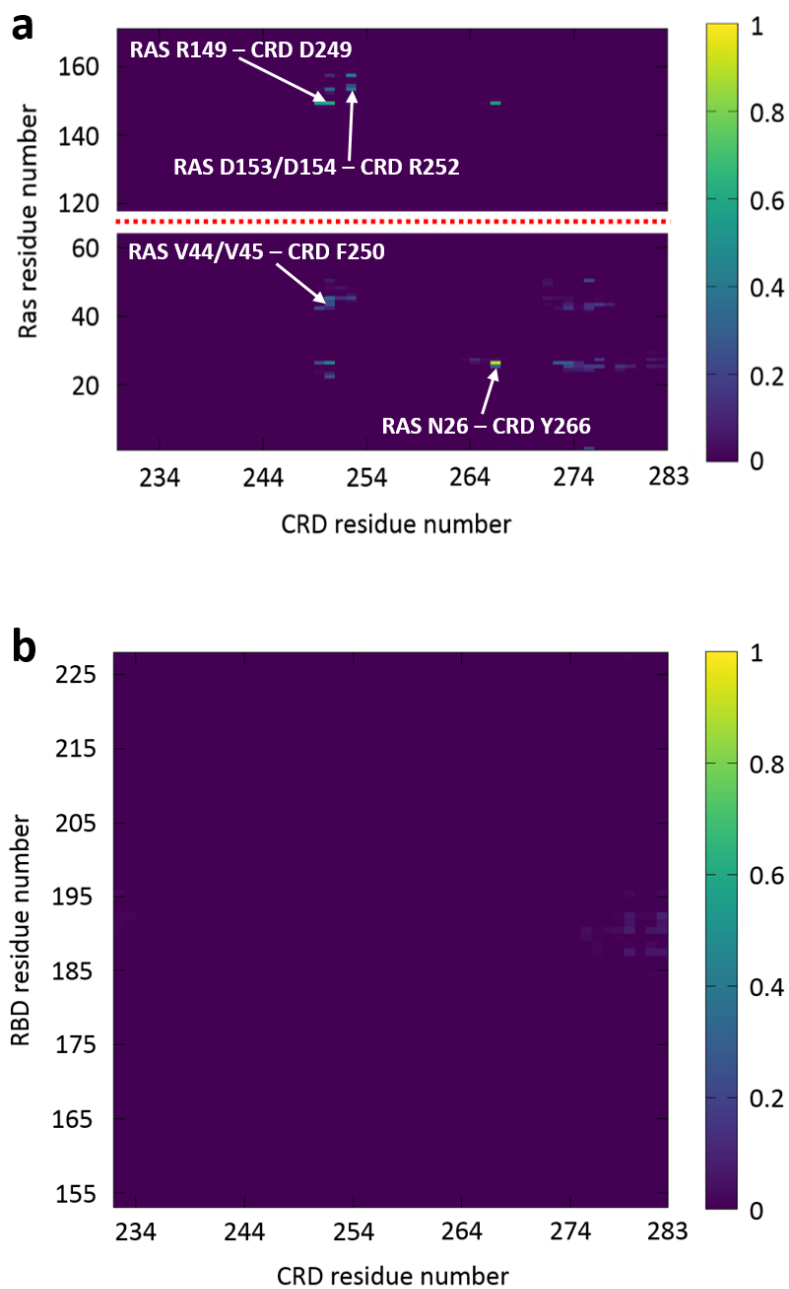 a
RAS R149 – CRD D249
RAS D153/D154 – CRD R252
RAS V44/V45 – CRD F250
RAS N26 – CRD Y266
Ras residue number
160
140
120
60
40
20
234 244 254 264 274 283
CRD residue number
1
0.8
0.6
0.4
0.2
0
b
RBD residue number
225
215
205
195
185
175
165
155
234 244 254 264 274 283
CRD residue number
1
0.8
0.6
0.4
0.2
0